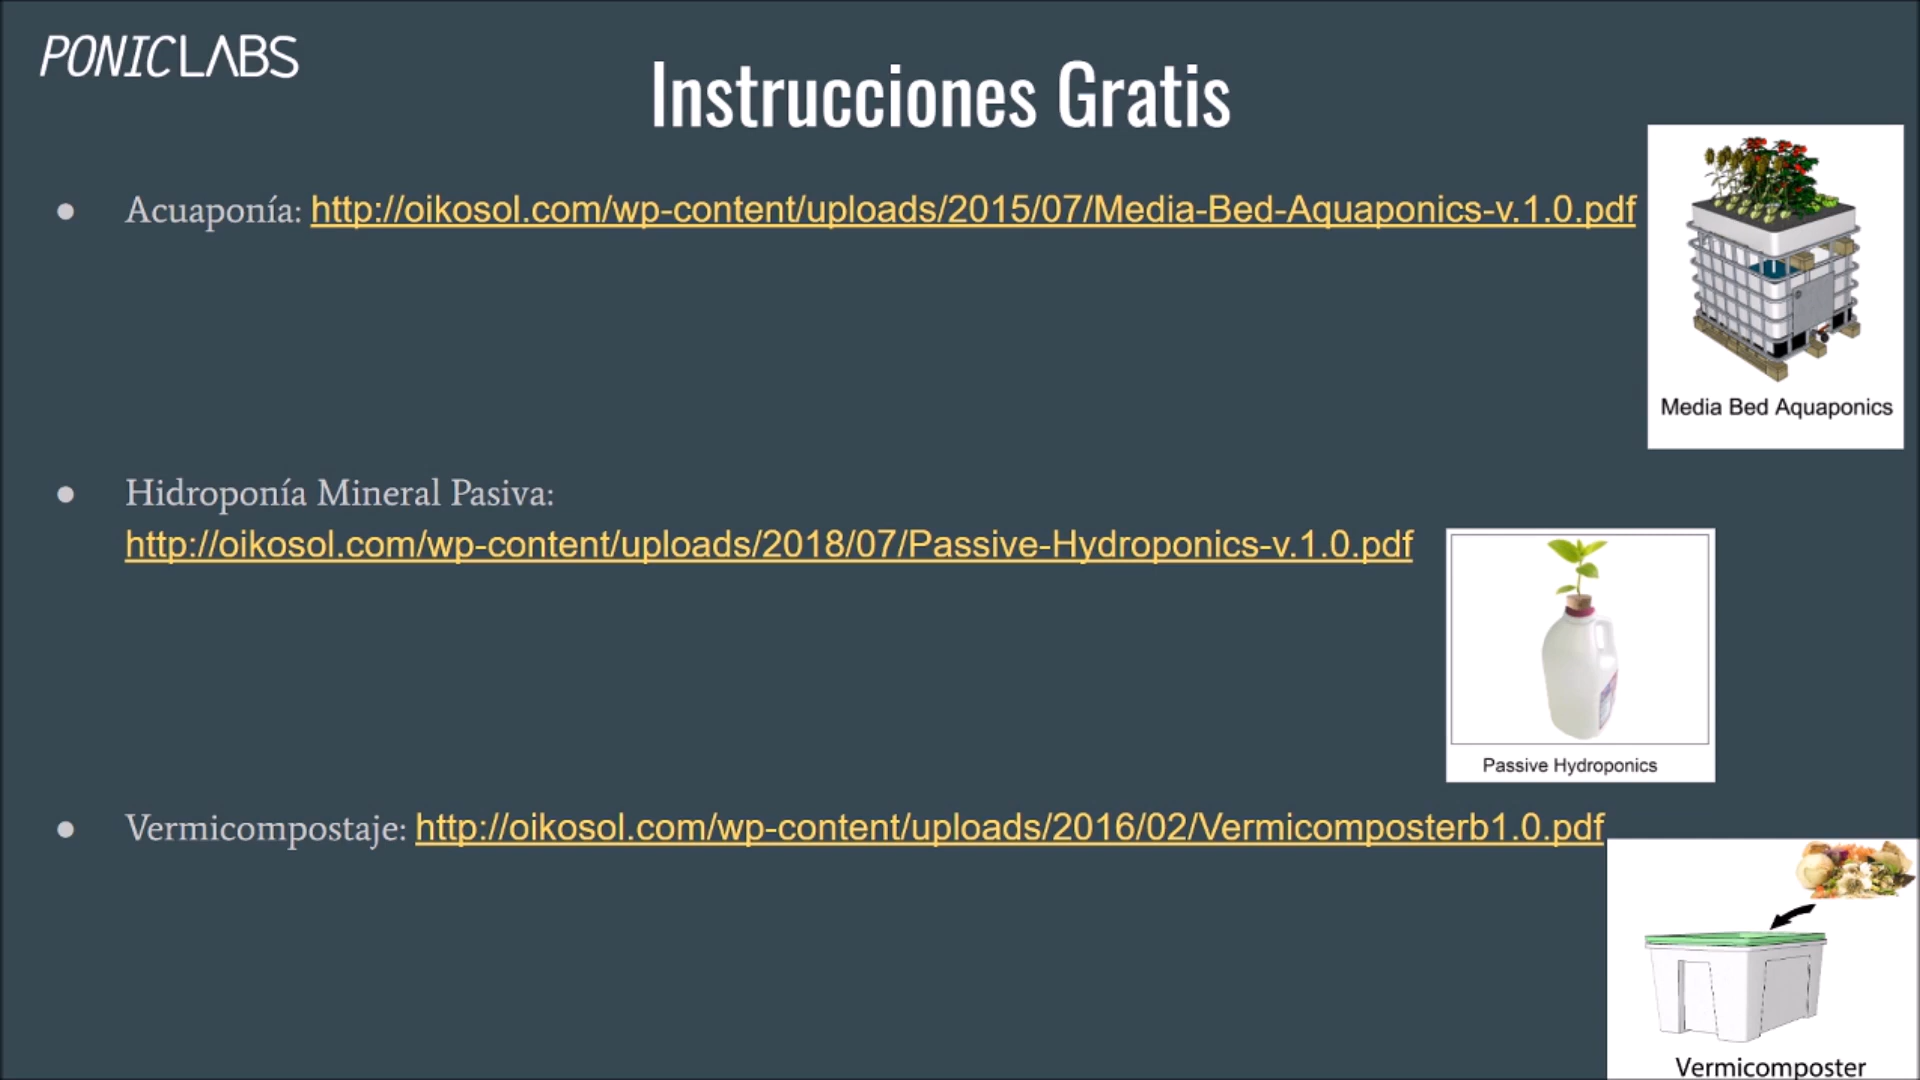 PONICLABS
Instrucciones Gratis
● Acuaponía: http://oikosol.com/wp-content/uploads/2015/07/Media-Bed-Aquaponics-v.1.0.pdf
Media Bed Aquaponics
● Hidroponía Mineral Pasiva:
http://oikosol.com/wp-content/uploads/2018/07/Passive-Hydroponics-v.1.0.pdf
Passive Hydroponics
● Vermicompostaje: http://oikosol.com/wp-content/uploads/2016/02/Vermicomposterb1.0.pdf
Vermicomposter